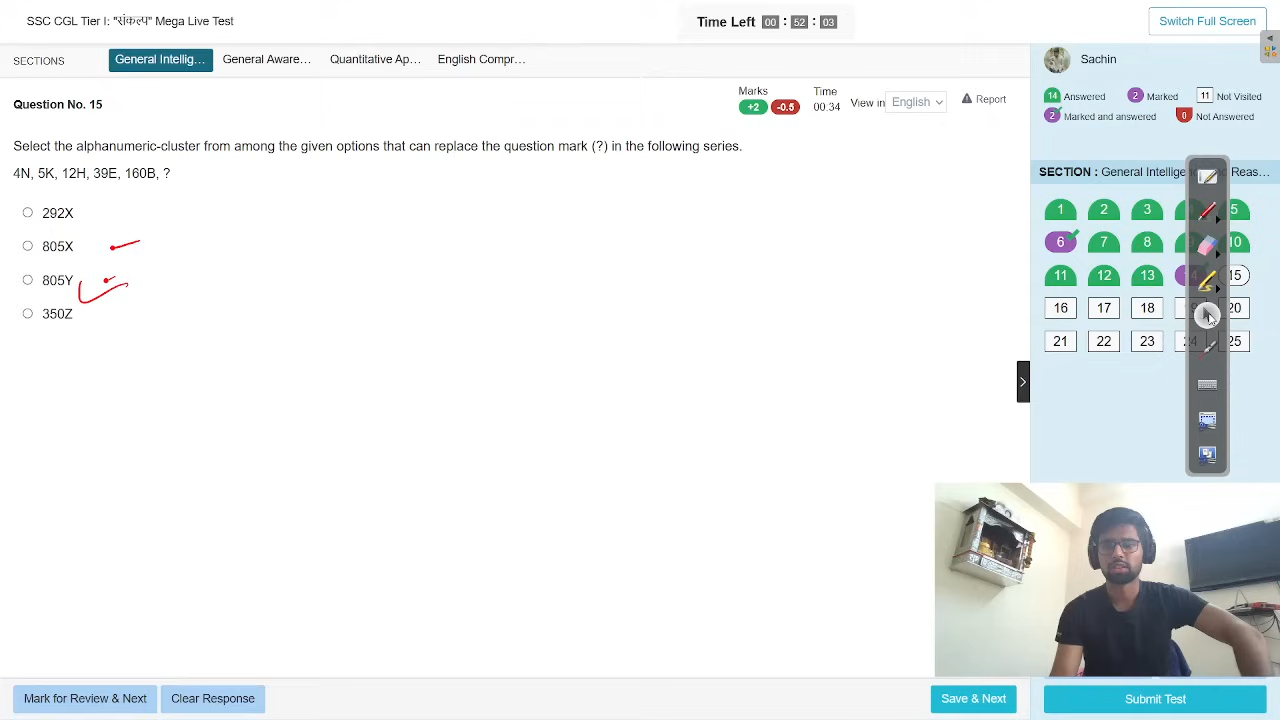 SSC CGL Tier I: "संकल्प" Mega Live Test
Time Left 00 : 52 : 03
Switch Full Screen
SECTIONS
General Intellig...
General Aware...
Quantitative Ap...
English Compr...
Sachin
Question No. 15
Marks
+2 -0.5
Time
00:34
View in English
Report
14 Answered
2 Marked
11 Not Visited
2 Marked and answered
0 Not Answered
Select the alphanumeric-cluster from among the given options that can replace the question mark (?) in the following series.
4N, 5K, 12H, 39E, 160B, ?
292X
805X
805Y
350Z
SECTION : General Intelligence and Reas...
1 2 3 5
6 7 8 10
11 12 13 14 15
16 17 18 19 20
21 22 23 24 25
Mark for Review & Next
Clear Response
Save & Next
Submit Test